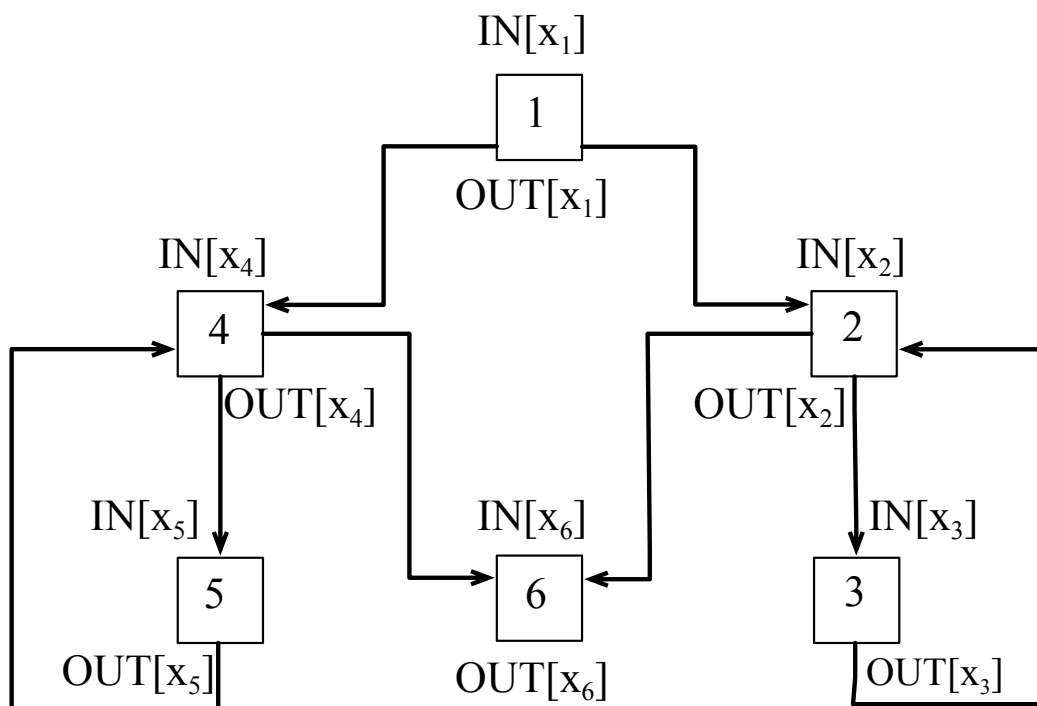 IN[x₁]
1
OUT[x₁]
IN[x₄]
IN[x₂]
4
2
OUT[x₄]
OUT[x₂]
IN[x₅]
IN[x₆]
IN[x₃]
5
6
3
OUT[x₅]
OUT[x₆]
OUT[x₃]